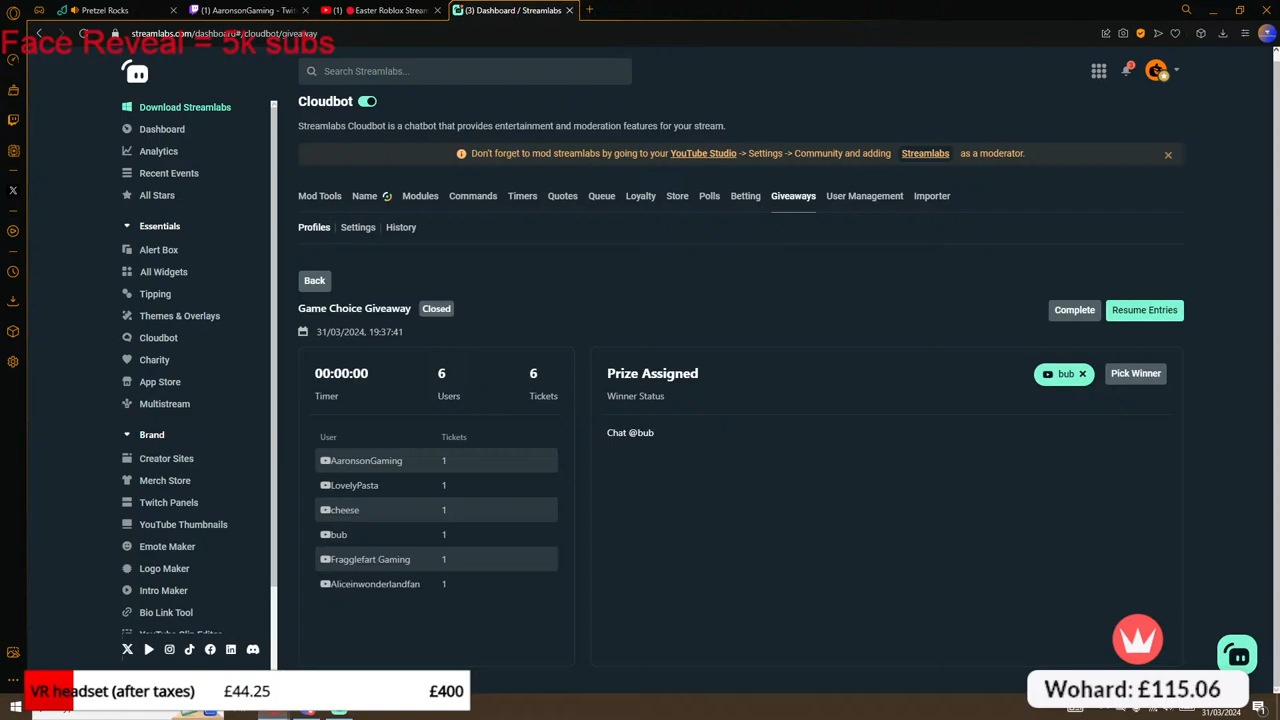 Pretzel Rocks
(1) AaronsonGaming - Twit
(1) Easter Roblox Stream
(3) Dashboard / Streamlabs
streamlabs.com/dashboard#/cloudbot/giveaway
Face Reveal = 5k subs
Search Streamlabs...
3
Download Streamlabs
Dashboard
Analytics
Recent Events
All Stars
Essentials
Alert Box
All Widgets
Tipping
Themes & Overlays
Cloudbot
Charity
App Store
Multistream
Brand
Creator Sites
Merch Store
Twitch Panels
YouTube Thumbnails
Emote Maker
Logo Maker
Intro Maker
Bio Link Tool
YouTube Clip Editor
Cloudbot
Streamlabs Cloudbot is a chatbot that provides entertainment and moderation features for your stream.
Don't forget to mod streamlabs by going to your YouTube Studio -> Settings -> Community and adding Streamlabs as a moderator.
Mod Tools Name Modules Commands Timers Quotes Queue Loyalty Store Polls Betting Giveaways User Management Importer
Profiles Settings History
Back
Game Choice Giveaway Closed
Complete Resume Entries
31/03/2024, 19:37:41
00:00:00 6 6
Timer Users Tickets
User Tickets
AaronsonGaming 1
LovelyPasta 1
cheese 1
bub 1
Fragglefart Gaming 1
Aliceinwonderlandfan 1
Prize Assigned
bub Pick Winner
Winner Status
Chat @bub
VR headset (after taxes) £44.25 £400
Wohard: £115.06
31/03/2024